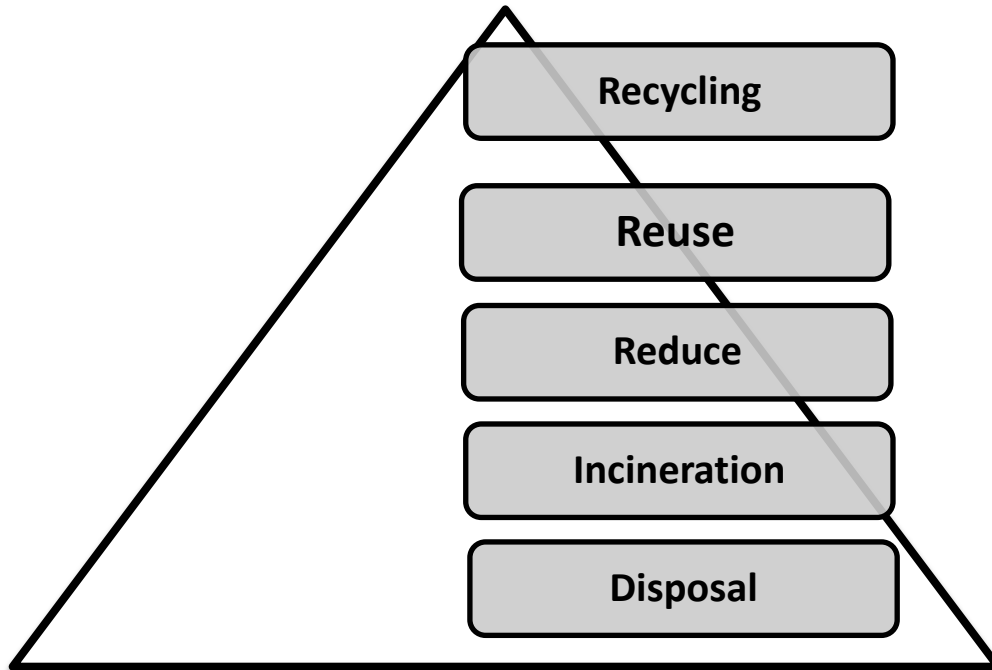 Recycling
Reuse
Reduce
Incineration
Disposal